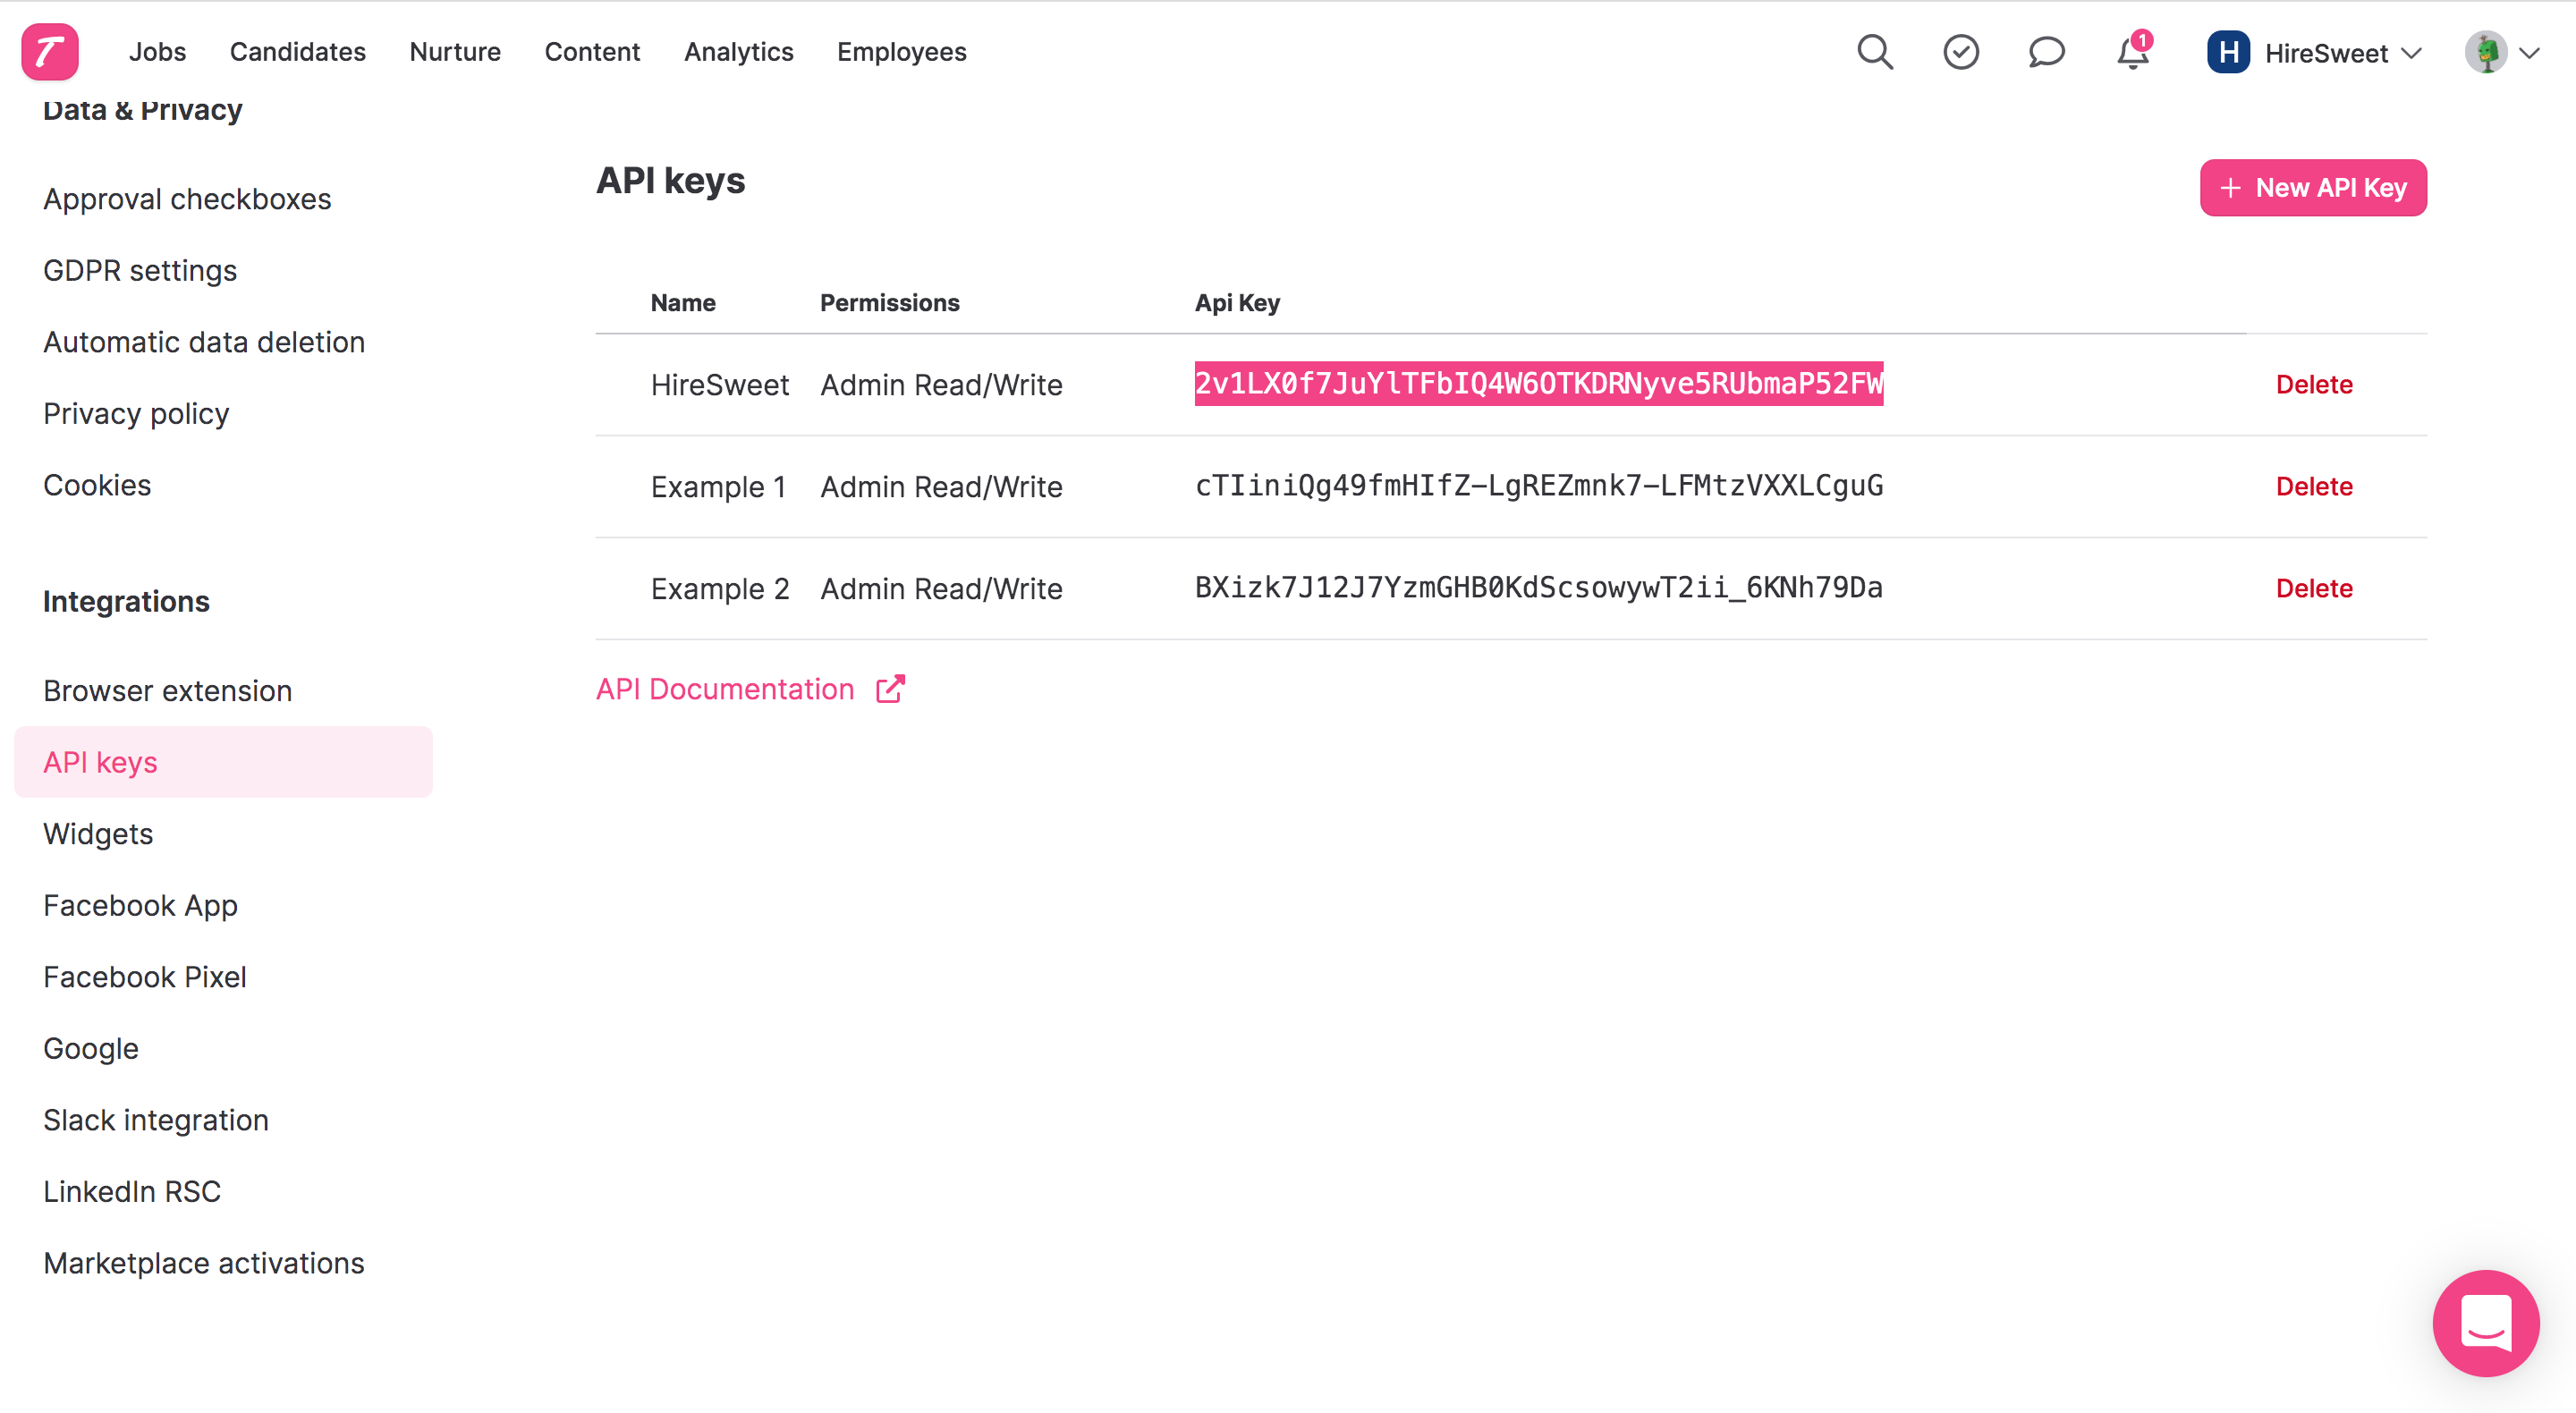 T Jobs Candidates Nurture Content Analytics Employees 1 H HireSweet
Data & Privacy
Approval checkboxes
GDPR settings
Automatic data deletion
Privacy policy
Cookies
Integrations
Browser extension
API keys
Widgets
Facebook App
Facebook Pixel
Google
Slack integration
LinkedIn RSC
Marketplace activations
API keys
+ New API Key
Name Permissions Api Key
HireSweet Admin Read/Write 2v1LX0f7JuYlTFbIQ4W6OTKDRNyve5RUbmaP52FW Delete
Example 1 Admin Read/Write cTIiniQg49fmHIfZ-LgREZmnk7-LFMtzVXXLCguG Delete
Example 2 Admin Read/Write BXizk7J12J7YzmGHB0KdScsowywT2ii_6KNh79Da Delete
API Documentation